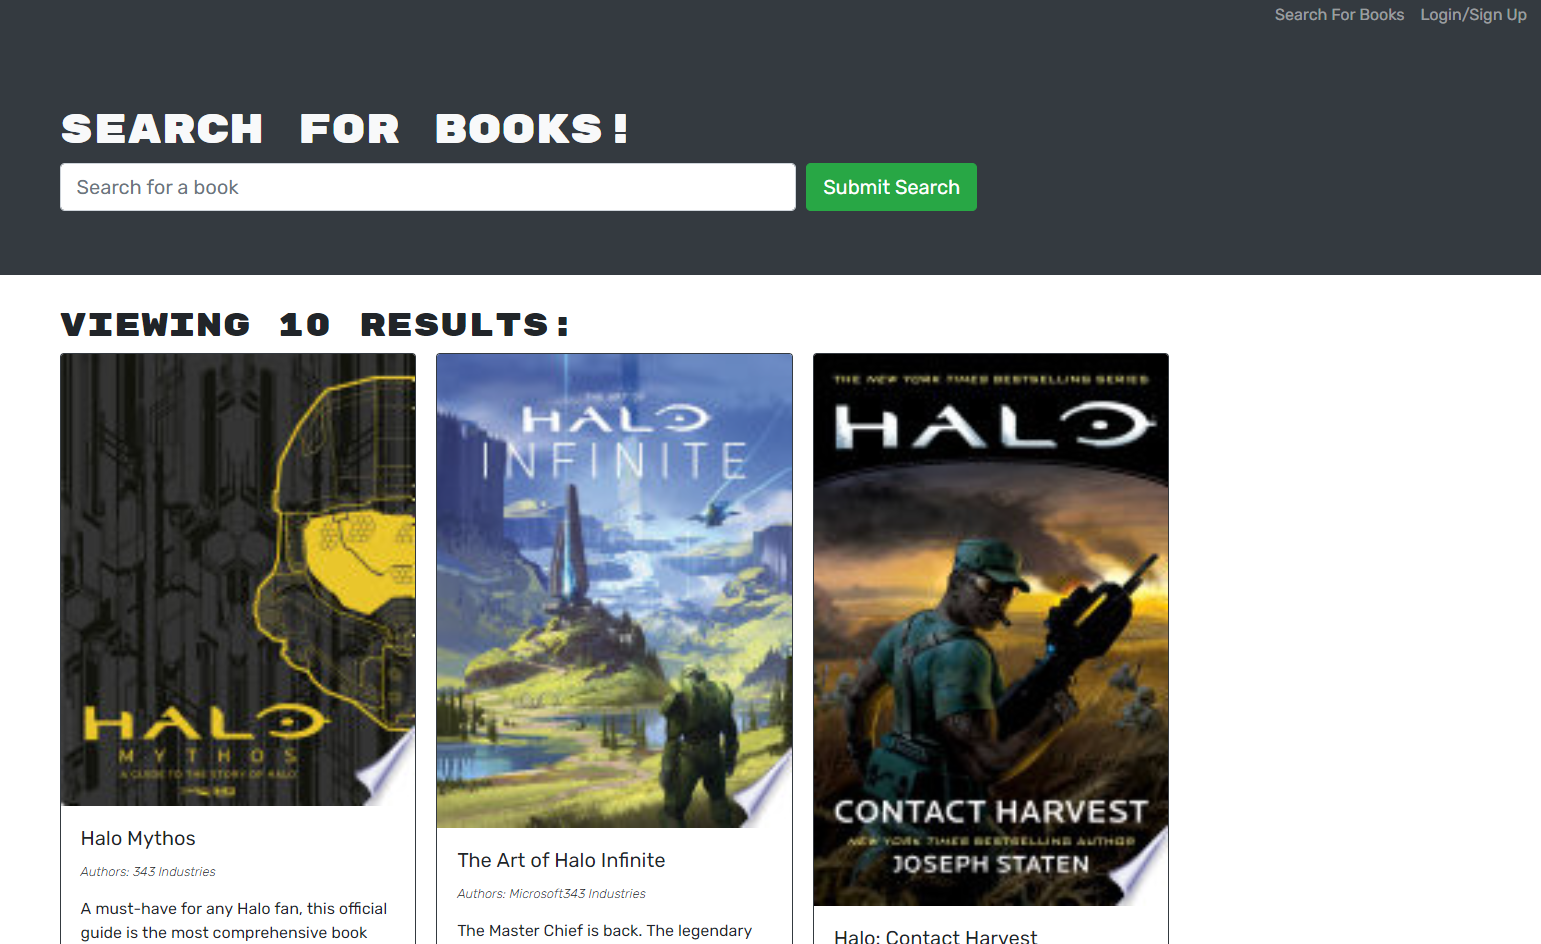 Search For Books Login/Sign Up
SEARCH FOR BOOKS!
Search for a book
Submit Search
VIEWING 10 RESULTS:
HALO
MYTHOS
A GUIDE TO THE STORY OF HALO
Halo Mythos
Authors: 343 Industries
A must-have for any Halo fan, this official
guide is the most comprehensive book
THE ART OF
HALO
INFINITE
The Art of Halo Infinite
Authors: Microsoft343 Industries
The Master Chief is back. The legendary
THE NEW YORK TIMES BESTSELLING SERIES
HALO
CONTACT HARVEST
NEW YORK TIMES BESTSELLING AUTHOR
JOSEPH STATEN
Halo: Contact Harvest